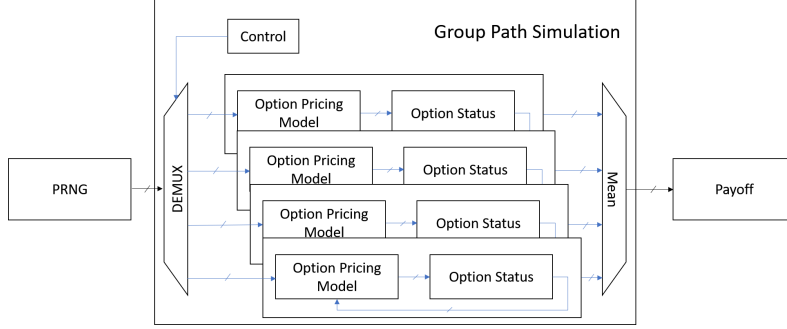 Group Path Simulation
Control
Option Pricing
Model
Option Status
Option Pricing
Model
Option Status
Option Pricing
Model
Option Status
Option Pricing
Model
Option Status
PRNG
DEMUX
Mean
Payoff